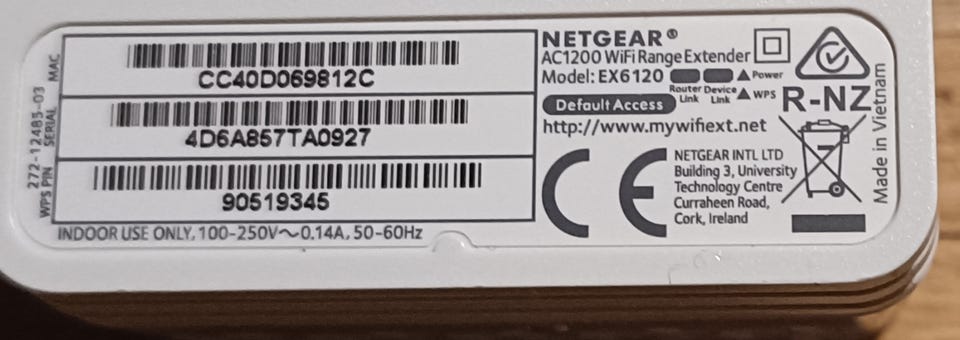 272-12485-03
MAC
CC40D069812C
SERIAL
4D6A857TA0927
WPS PIN
90519345
INDOOR USE ONLY, 100-250V～0.14A, 50-60Hz
NETGEAR®
AC1200 WiFi Range Extender
Model: EX6120
Power
Router Link
Device Link
WPS
Default Access
http://www.mywifiext.net
R-NZ
CE
NETGEAR INTL LTD
Building 3, University
Technology Centre
Curraheen Road,
Cork, Ireland
Made in Vietnam